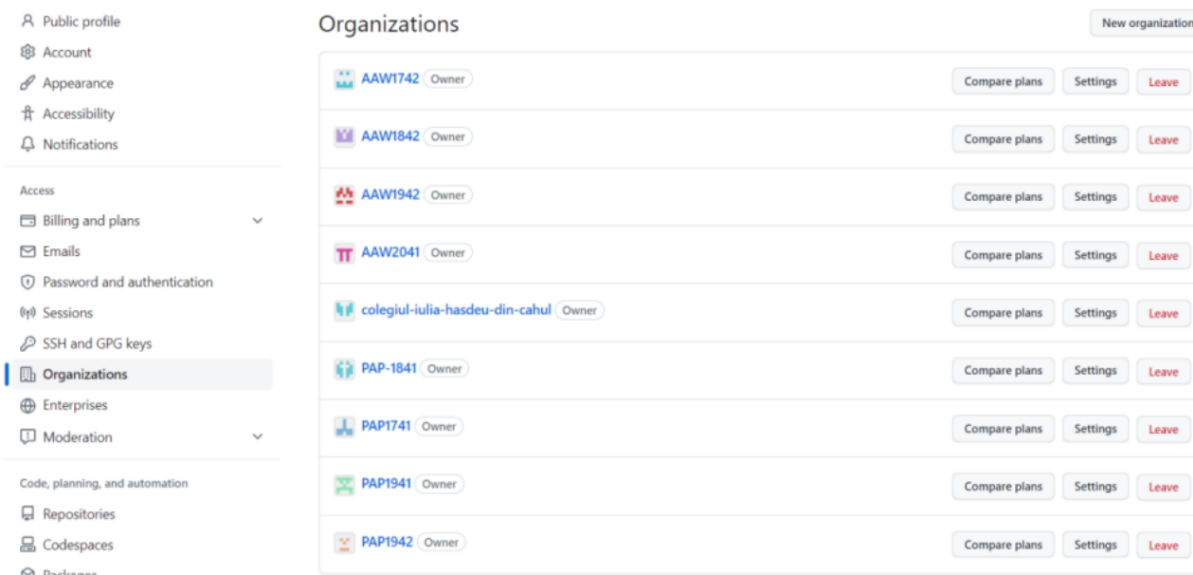 Public profile
Account
Appearance
Accessibility
Notifications
Access
Billing and plans
Emails
Password and authentication
Sessions
SSH and GPG keys
Organizations
Enterprises
Moderation
Code, planning, and automation
Repositories
Codespaces
Packages
Organizations
New organization
AAW1742 Owner Compare plans Settings Leave
AAW1842 Owner Compare plans Settings Leave
AAW1942 Owner Compare plans Settings Leave
AAW2041 Owner Compare plans Settings Leave
colegiul-iulia-hasdeu-din-cahul Owner Compare plans Settings Leave
PAP-1841 Owner Compare plans Settings Leave
PAP1741 Owner Compare plans Settings Leave
PAP1941 Owner Compare plans Settings Leave
PAP1942 Owner Compare plans Settings Leave